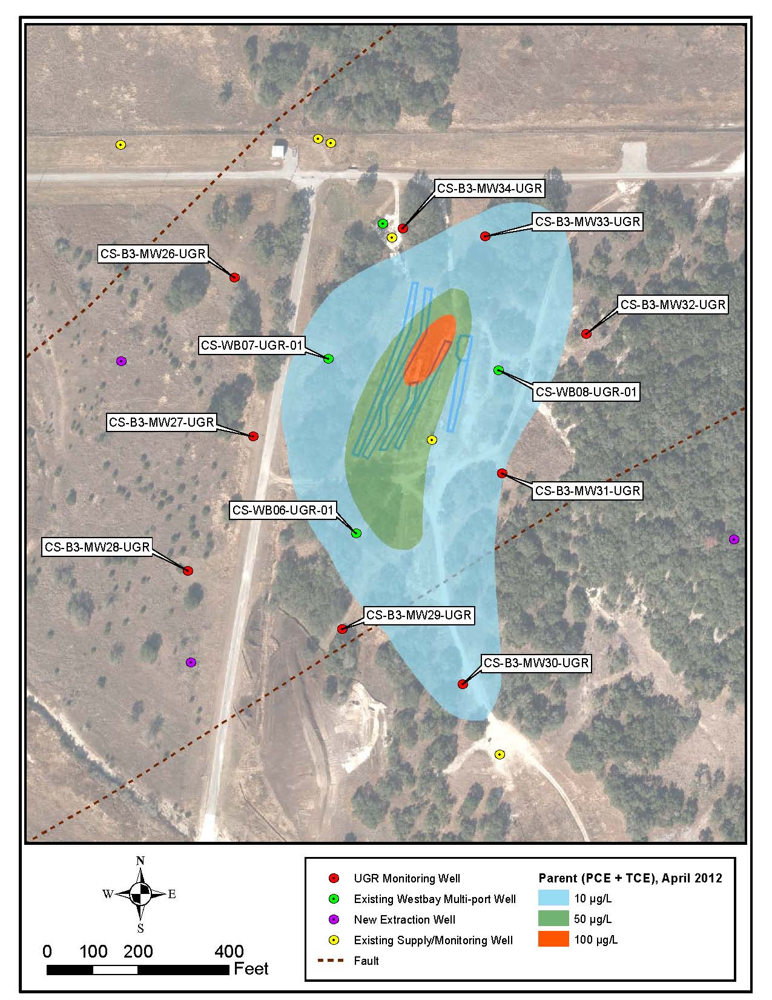 CS-B3-MW34-UGR
CS-B3-MW33-UGR
CS-B3-MW26-UGR
CS-B3-MW32-UGR
CS-WB07-UGR-01
CS-WB08-UGR-01
CS-B3-MW27-UGR
CS-B3-MW31-UGR
CS-WB06-UGR-01
CS-B3-MW28-UGR
CS-B3-MW29-UGR
CS-B3-MW30-UGR
N
W E
S
0 100 200 400
Feet
UGR Monitoring Well
Existing Westbay Multi-port Well
New Extraction Well
Existing Supply/Monitoring Well
Fault
Parent (PCE + TCE), April 2012
10 µg/L
50 µg/L
100 µg/L